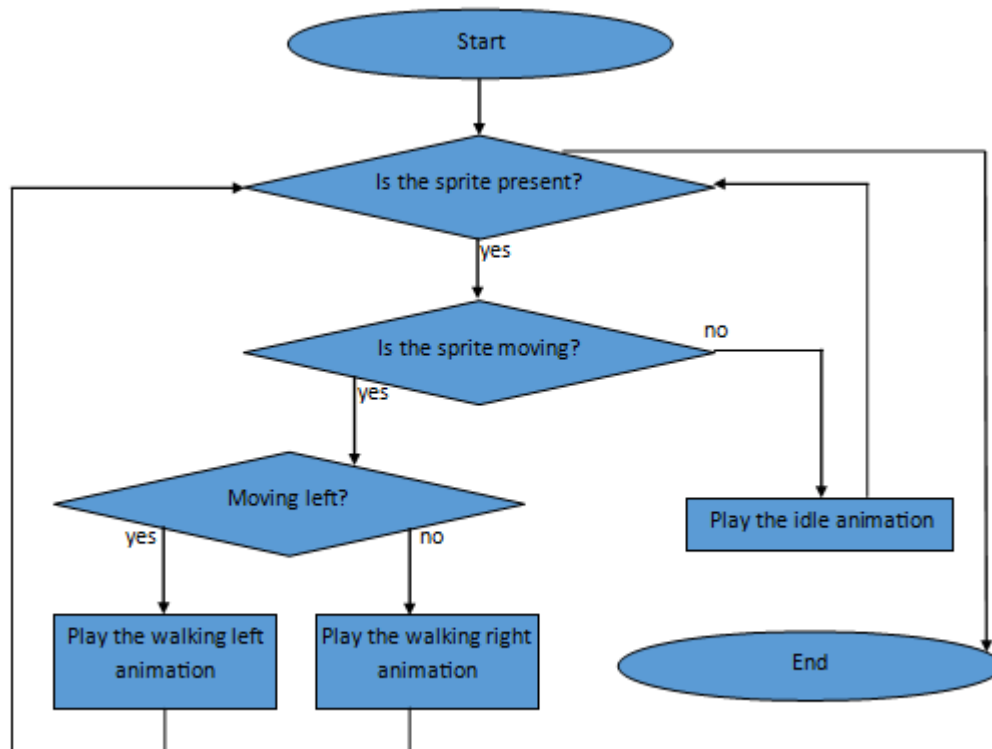 Start
Is the sprite present?
yes
Is the sprite moving?
no
yes
Moving left?
yes
no
Play the idle animation
Play the walking left
animation
Play the walking right
animation
End